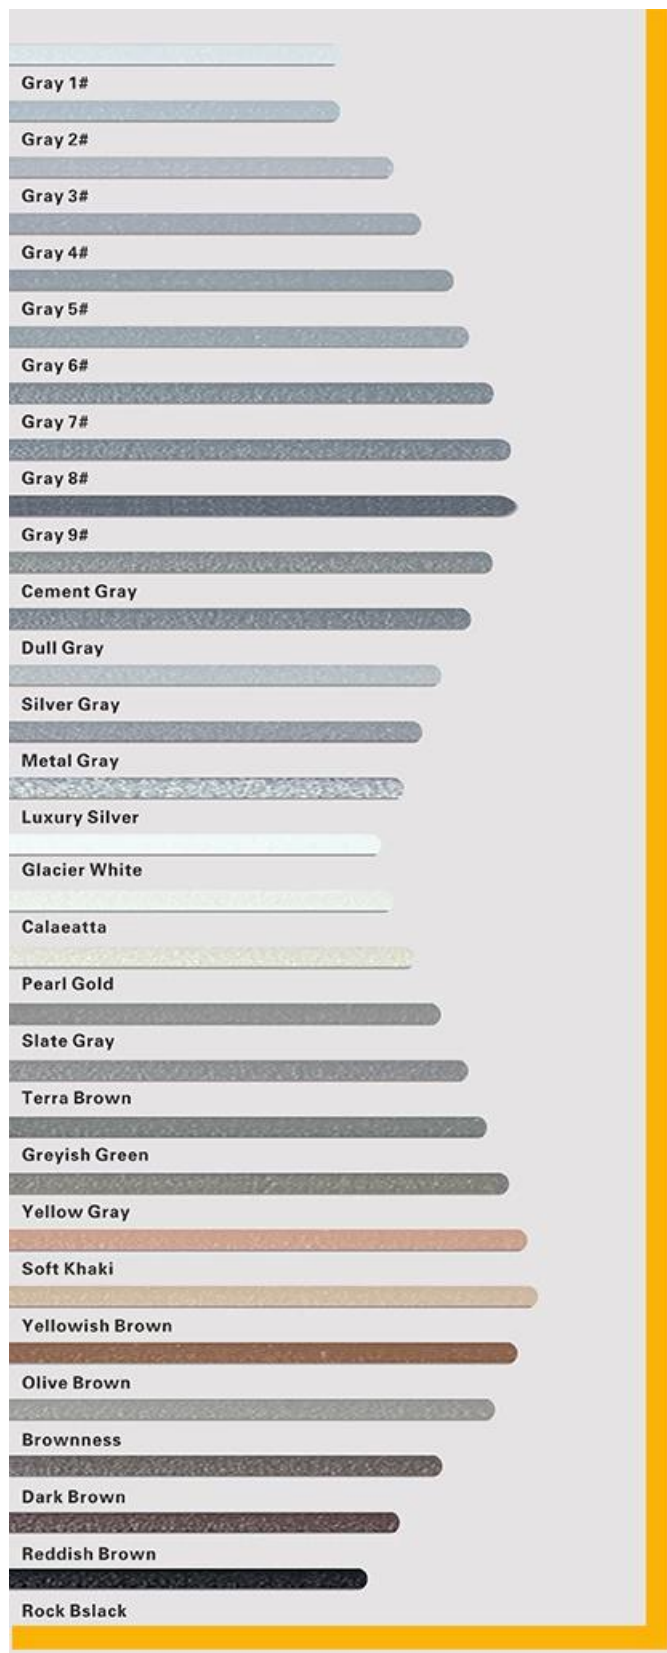 Gray 1#
Gray 2#
Gray 3#
Gray 4#
Gray 5#
Gray 6#
Gray 7#
Gray 8#
Gray 9#
Cement Gray
Dull Gray
Silver Gray
Metal Gray
Luxury Silver
Glacier White
Calaeatta
Pearl Gold
Slate Gray
Terra Brown
Greyish Green
Yellow Gray
Soft Khaki
Yellowish Brown
Olive Brown
Brownness
Dark Brown
Reddish Brown
Rock Bslack